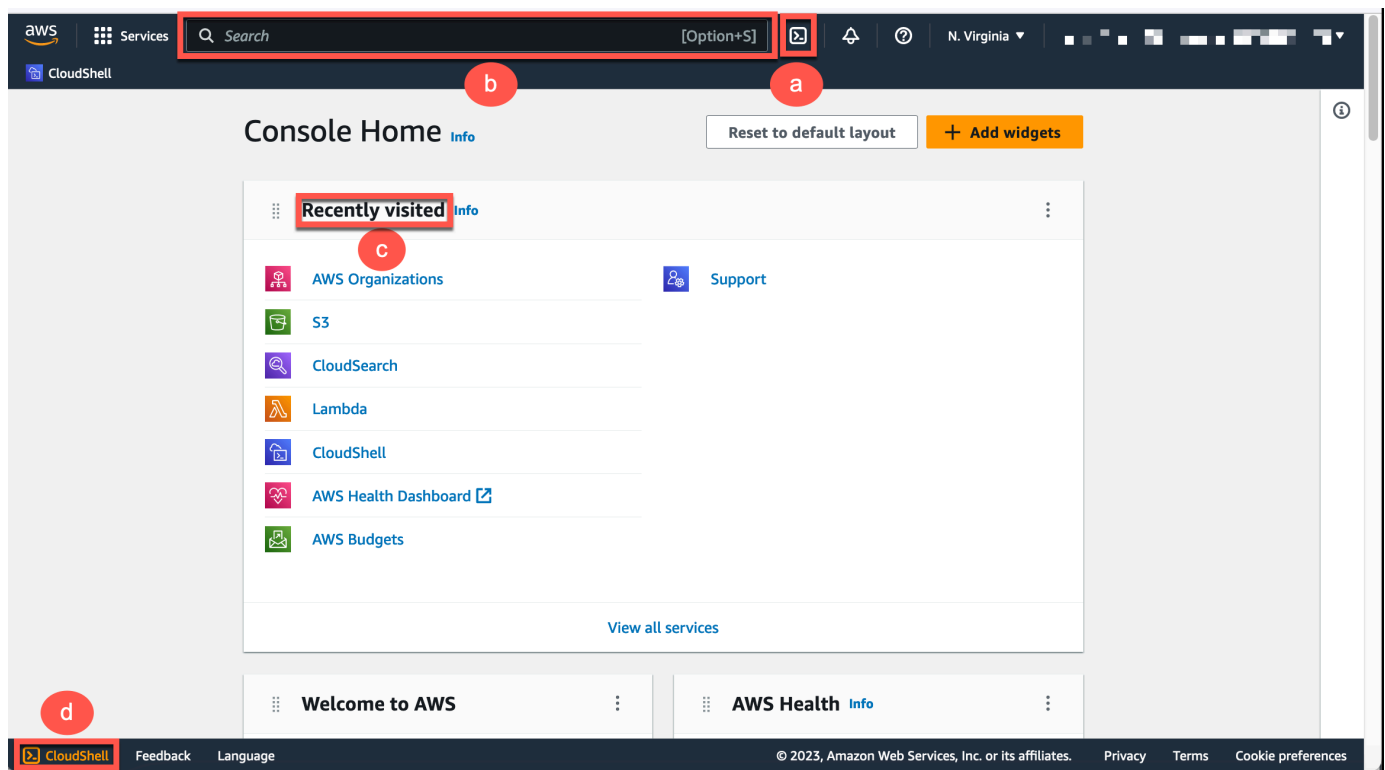 aws Services Search [Option+S] N. Virginia
CloudShell
b
a
Console Home Info
Reset to default layout
+ Add widgets
Recently visited Info
c
AWS Organizations
Support
S3
CloudSearch
Lambda
CloudShell
AWS Health Dashboard
AWS Budgets
View all services
Welcome to AWS
AWS Health Info
d
CloudShell Feedback Language © 2023, Amazon Web Services, Inc. or its affiliates. Privacy Terms Cookie preferences